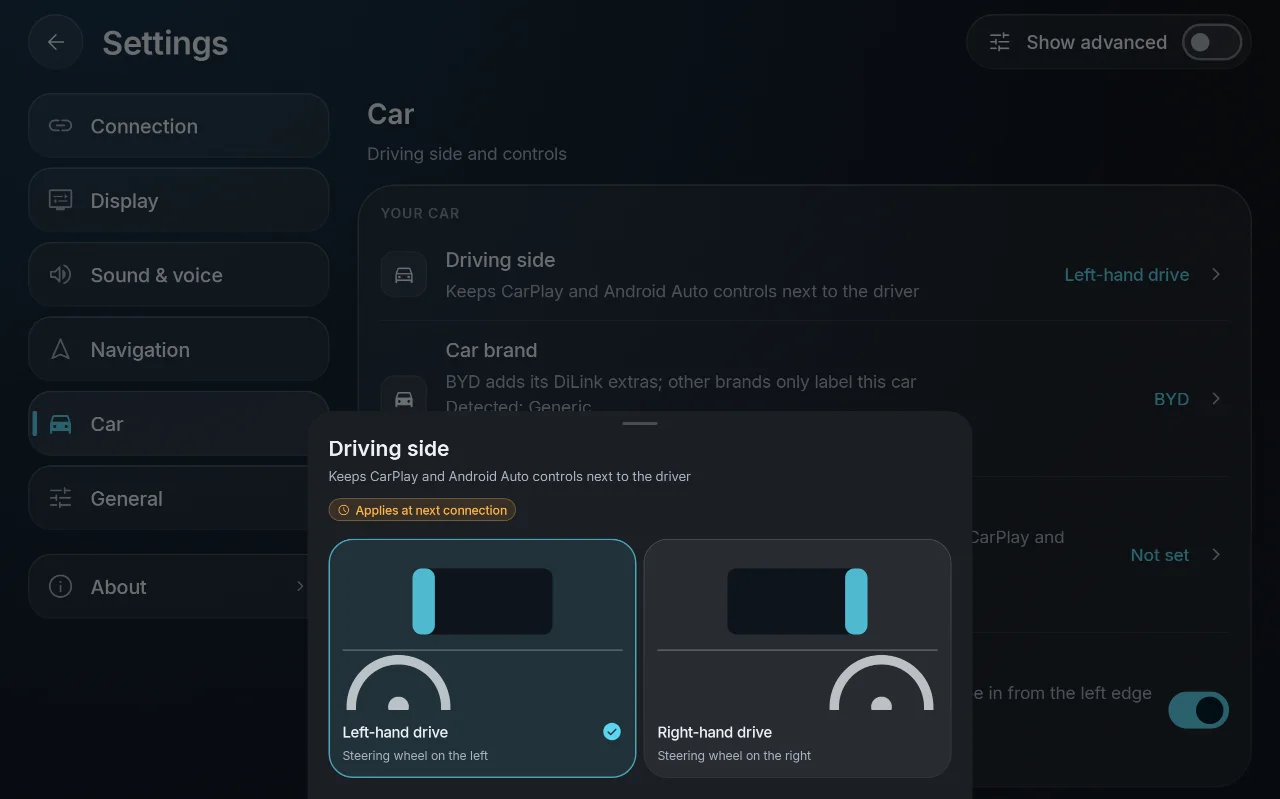 Settings
Show advanced
Connection
Display
Sound & voice
Navigation
Car
General
About
Car
Driving side and controls
YOUR CAR
Driving side
Keeps CarPlay and Android Auto controls next to the driver
Left-hand drive
Car brand
BYD adds its DiLink extras; other brands only label this car
Detected: Generic
BYD
CarPlay and
Not set
in from the left edge
Driving side
Keeps CarPlay and Android Auto controls next to the driver
Applies at next connection
Left-hand drive
Steering wheel on the left
Right-hand drive
Steering wheel on the right